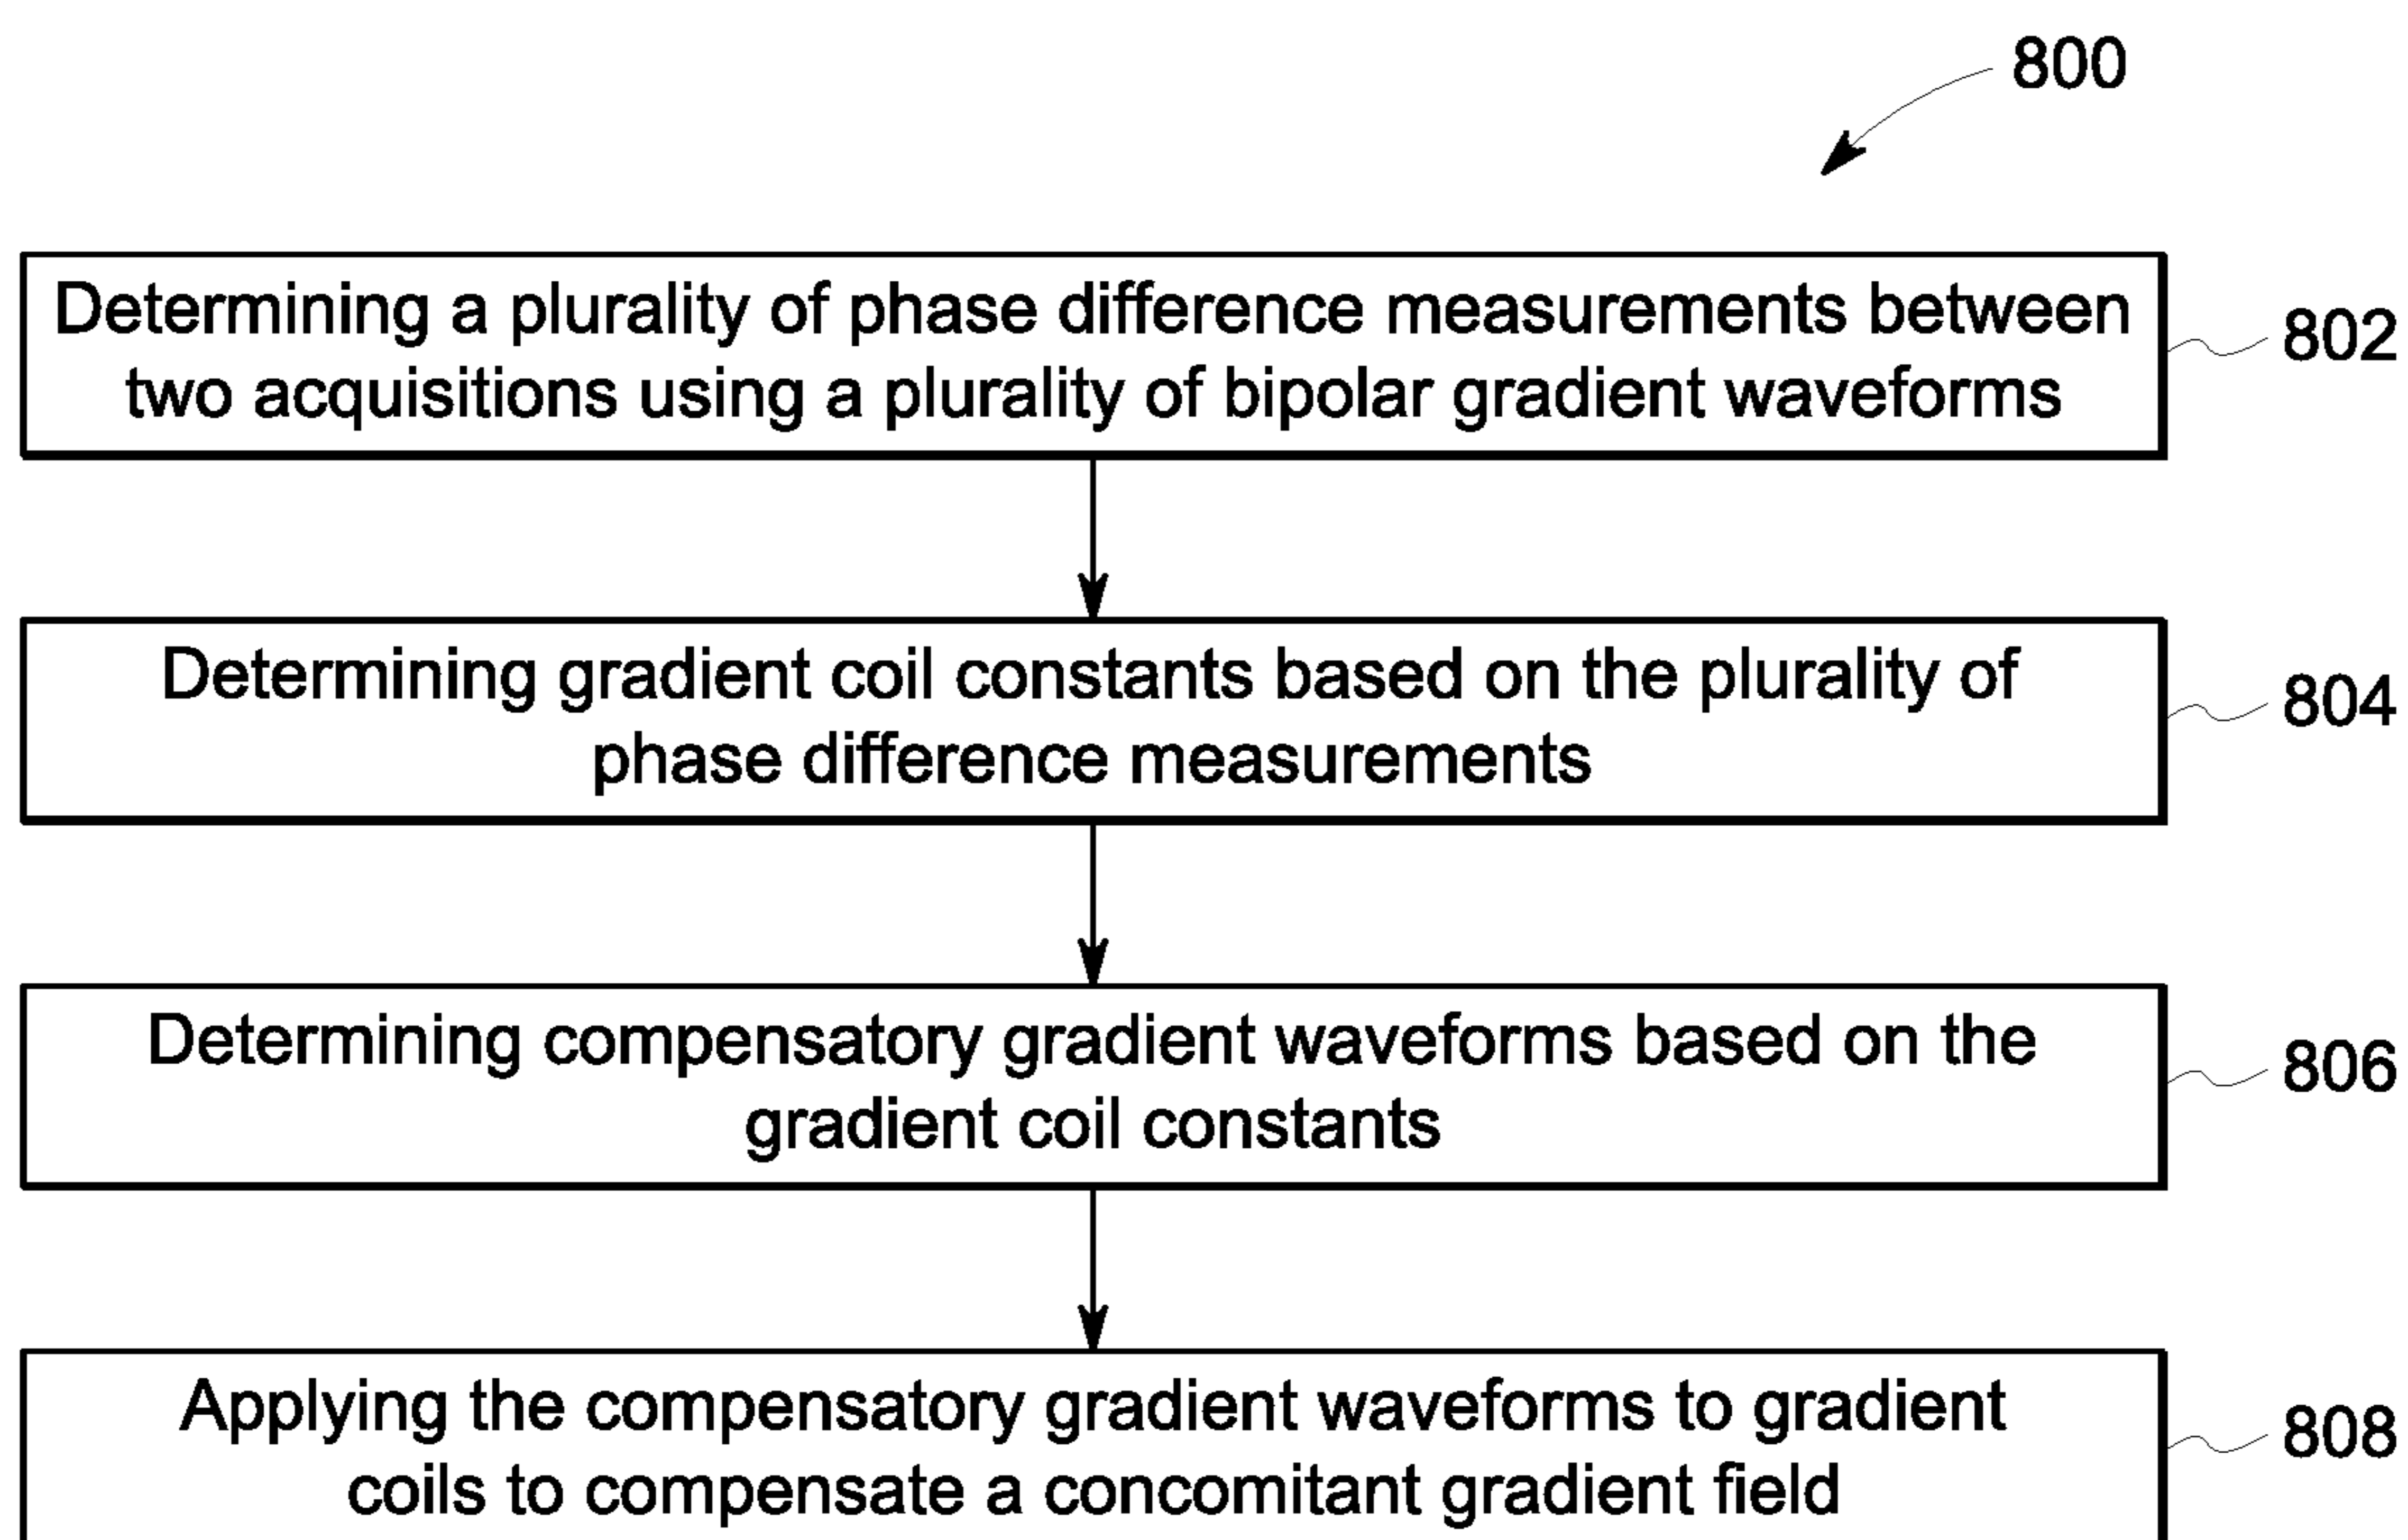 800
Determining a plurality of phase difference measurements between
two acquisitions using a plurality of bipolar gradient waveforms
802
Determining gradient coil constants based on the plurality of
phase difference measurements
804
Determining compensatory gradient waveforms based on the
gradient coil constants
806
Applying the compensatory gradient waveforms to gradient
coils to compensate a concomitant gradient field
808